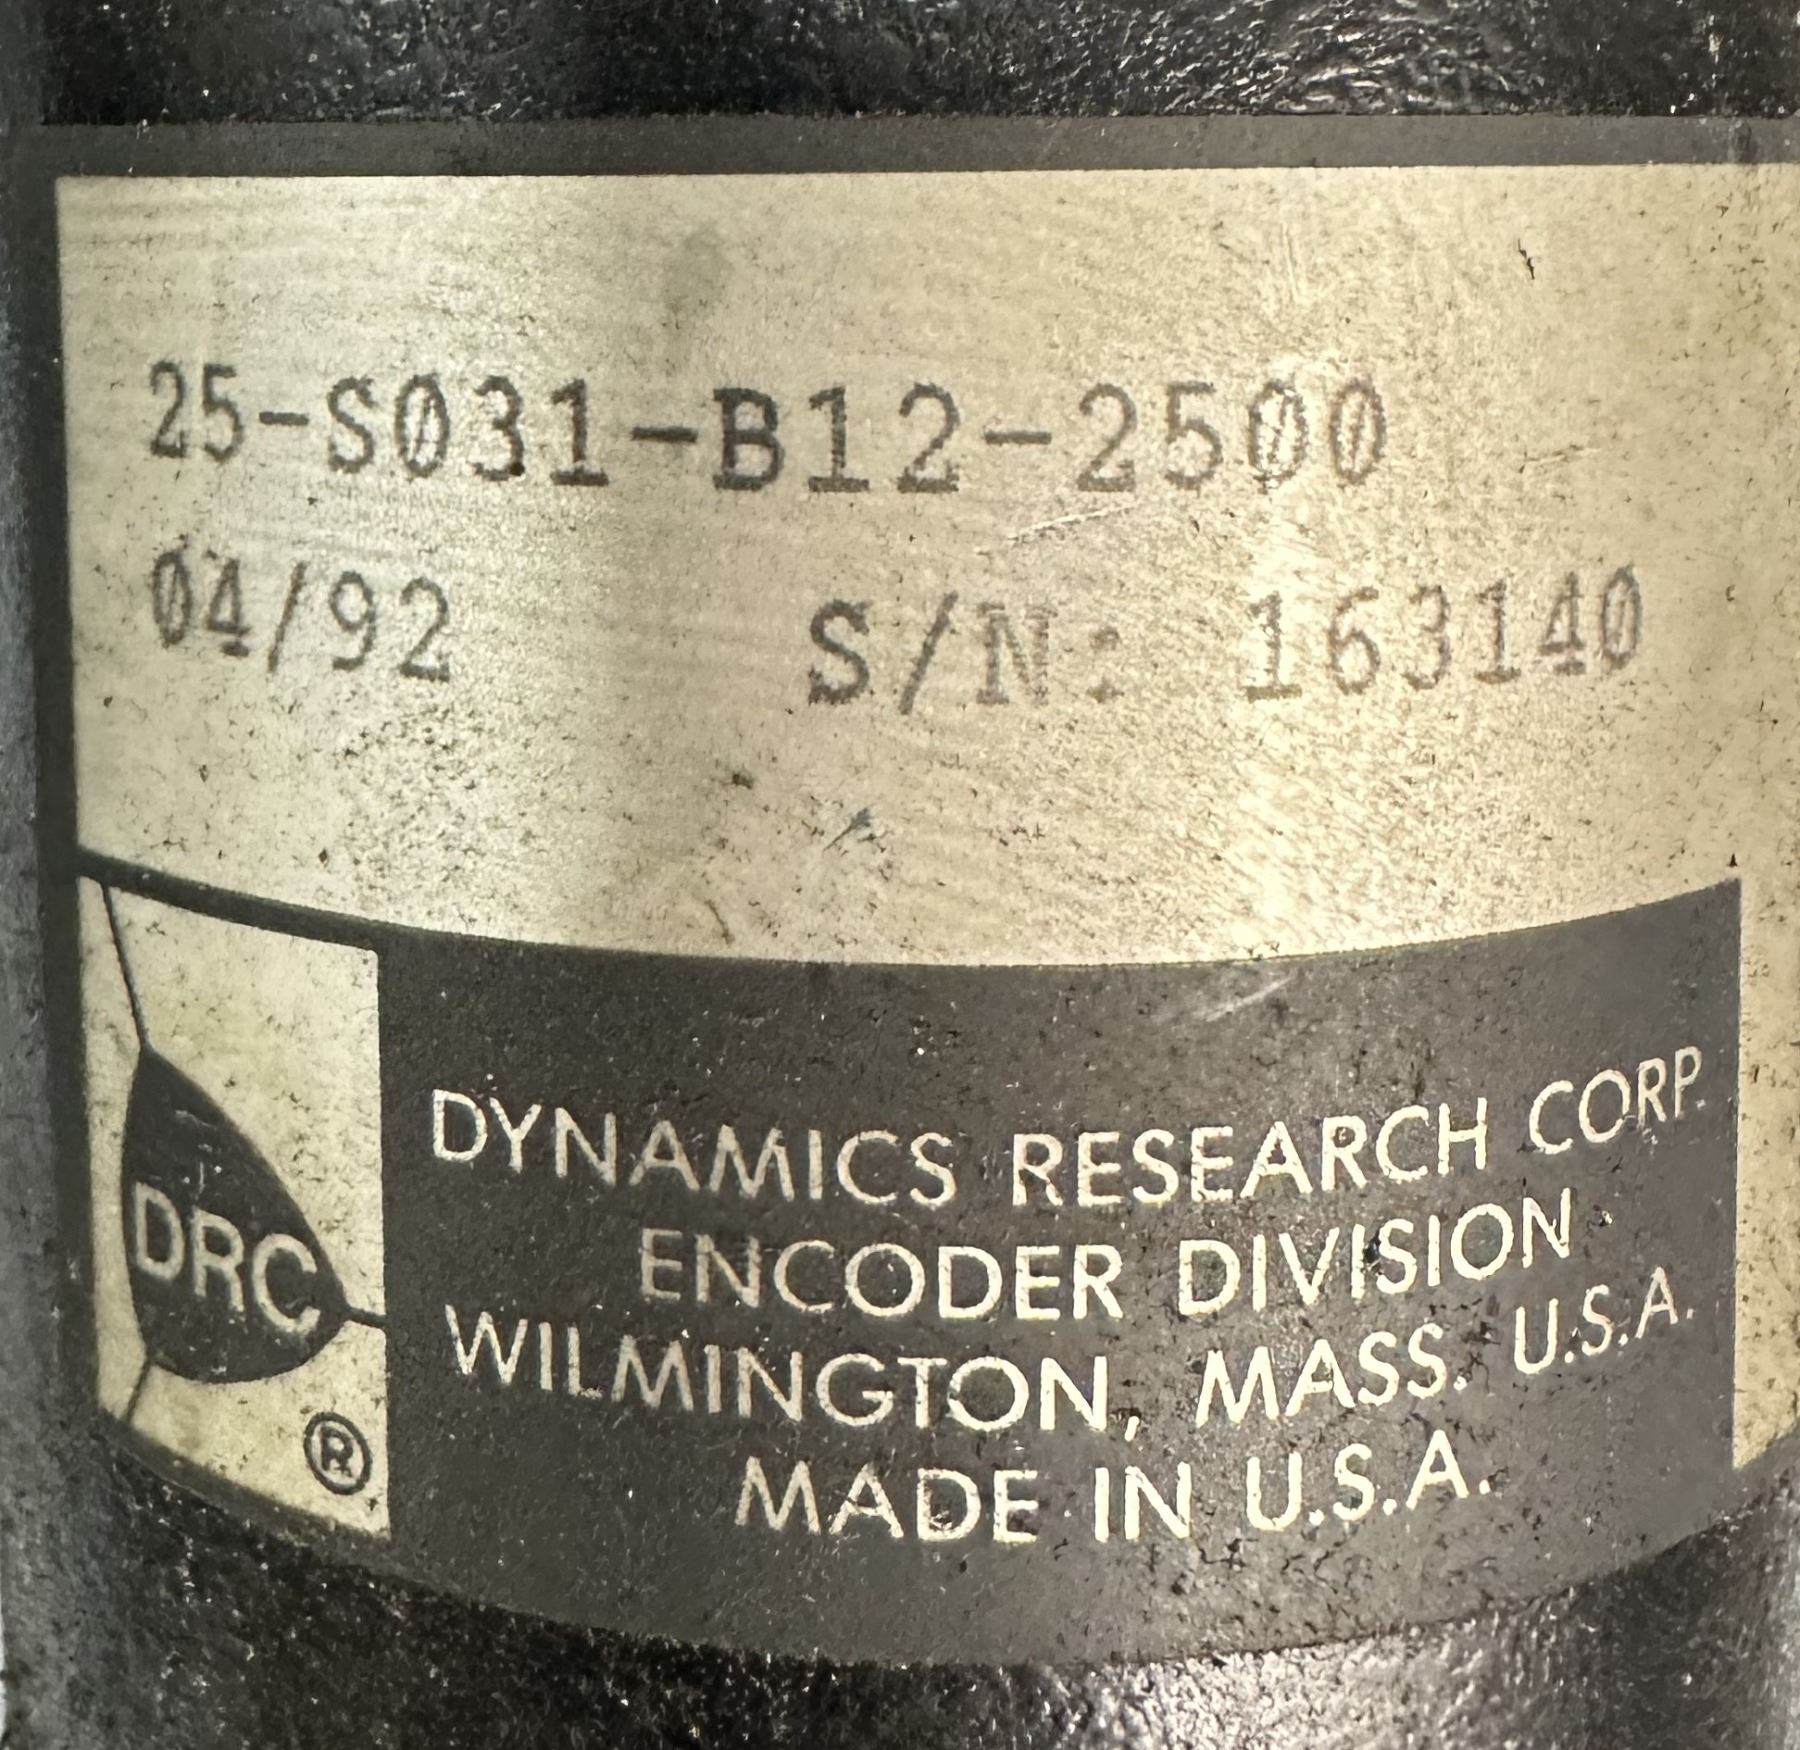 25-S031-B12-2500
04/92 S/N: 163140
DRC
®
DYNAMICS RESEARCH CORP.
ENCODER DIVISION
WILMINGTON, MASS. U.S.A.
MADE IN U.S.A.